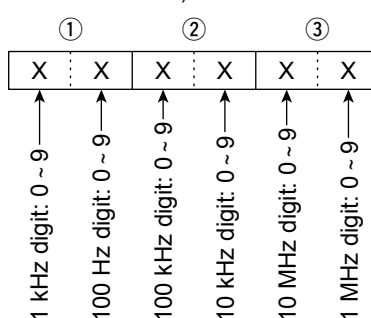 ① ② ③
X X X X X X
1 kHz digit: 0 ~ 9
100 Hz digit: 0 ~ 9
100 kHz digit: 0 ~ 9
10 kHz digit: 0 ~ 9
10 MHz digit: 0 ~ 9
1 MHz digit: 0 ~ 9